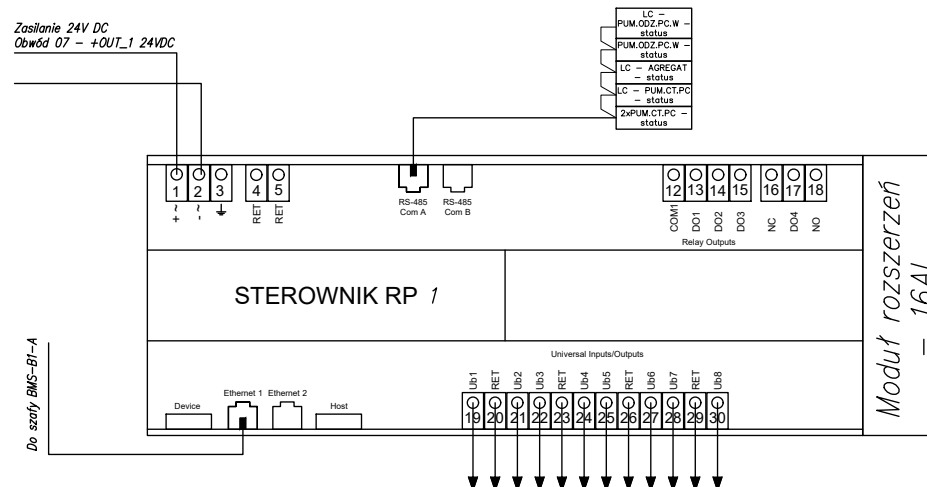 Zasilanie 24V DC
Obwód 07 – +OUT_1 24VDC
LC –
PUM.ODZ.PC.W –
status
PUM.ODZ.PC.W –
status
LC – AGREGAT
– status
LC – PUM.CT.PC
– status
2xPUM.CT.PC –
status
1 2 3 4 5
+ ~ - ~ RET RET
RS-485
Com A
RS-485
Com B
12 13 14 15 16 17 18
COM1 DO1 DO2 DO3 NC DO4 NO
Relay Outputs
STEROWNIK RP 1
Moduł rozszerzeń
– 16AI
Do szafy BMS-B1-A
Device
Ethernet 1
Ethernet 2
Host
Universal Inputs/Outputs
Ub1 RET Ub2 Ub3 RET Ub4 Ub5 RET Ub6 Ub7 RET Ub8
19 20 21 22 23 24 25 26 27 28 29 30